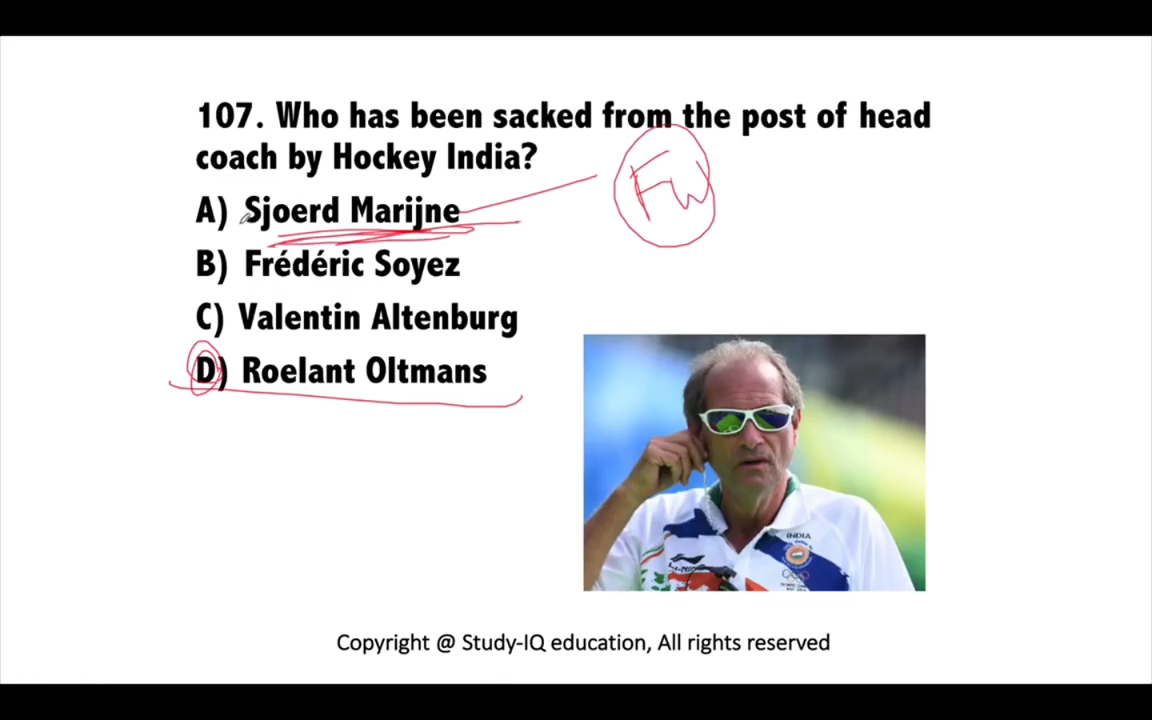 107. Who has been sacked from the post of head
coach by Hockey India?
A) Sjoerd Marijne
FW
B) Frédéric Soyez
C) Valentin Altenburg
D) Roelant Oltmans
INDIA
Copyright @ Study-IQ education, All rights reserved